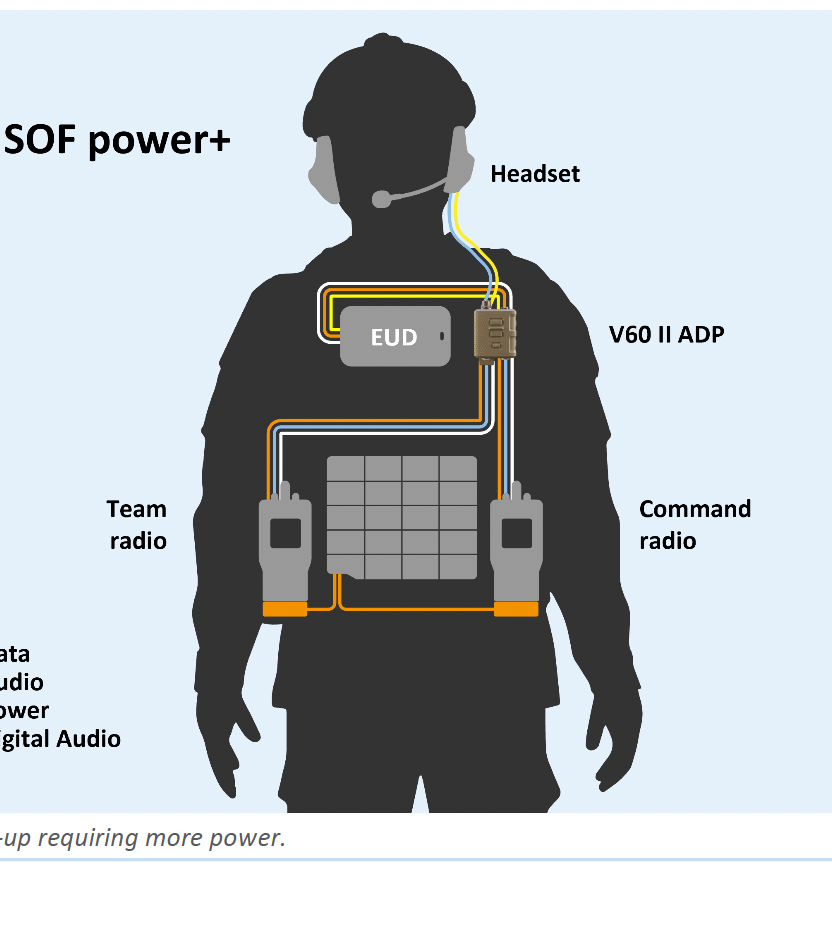 SOF power+
Headset
EUD
V60 II ADP
Team
radio
Command
radio
ata
udio
ower
igital Audio
-up requiring more power.